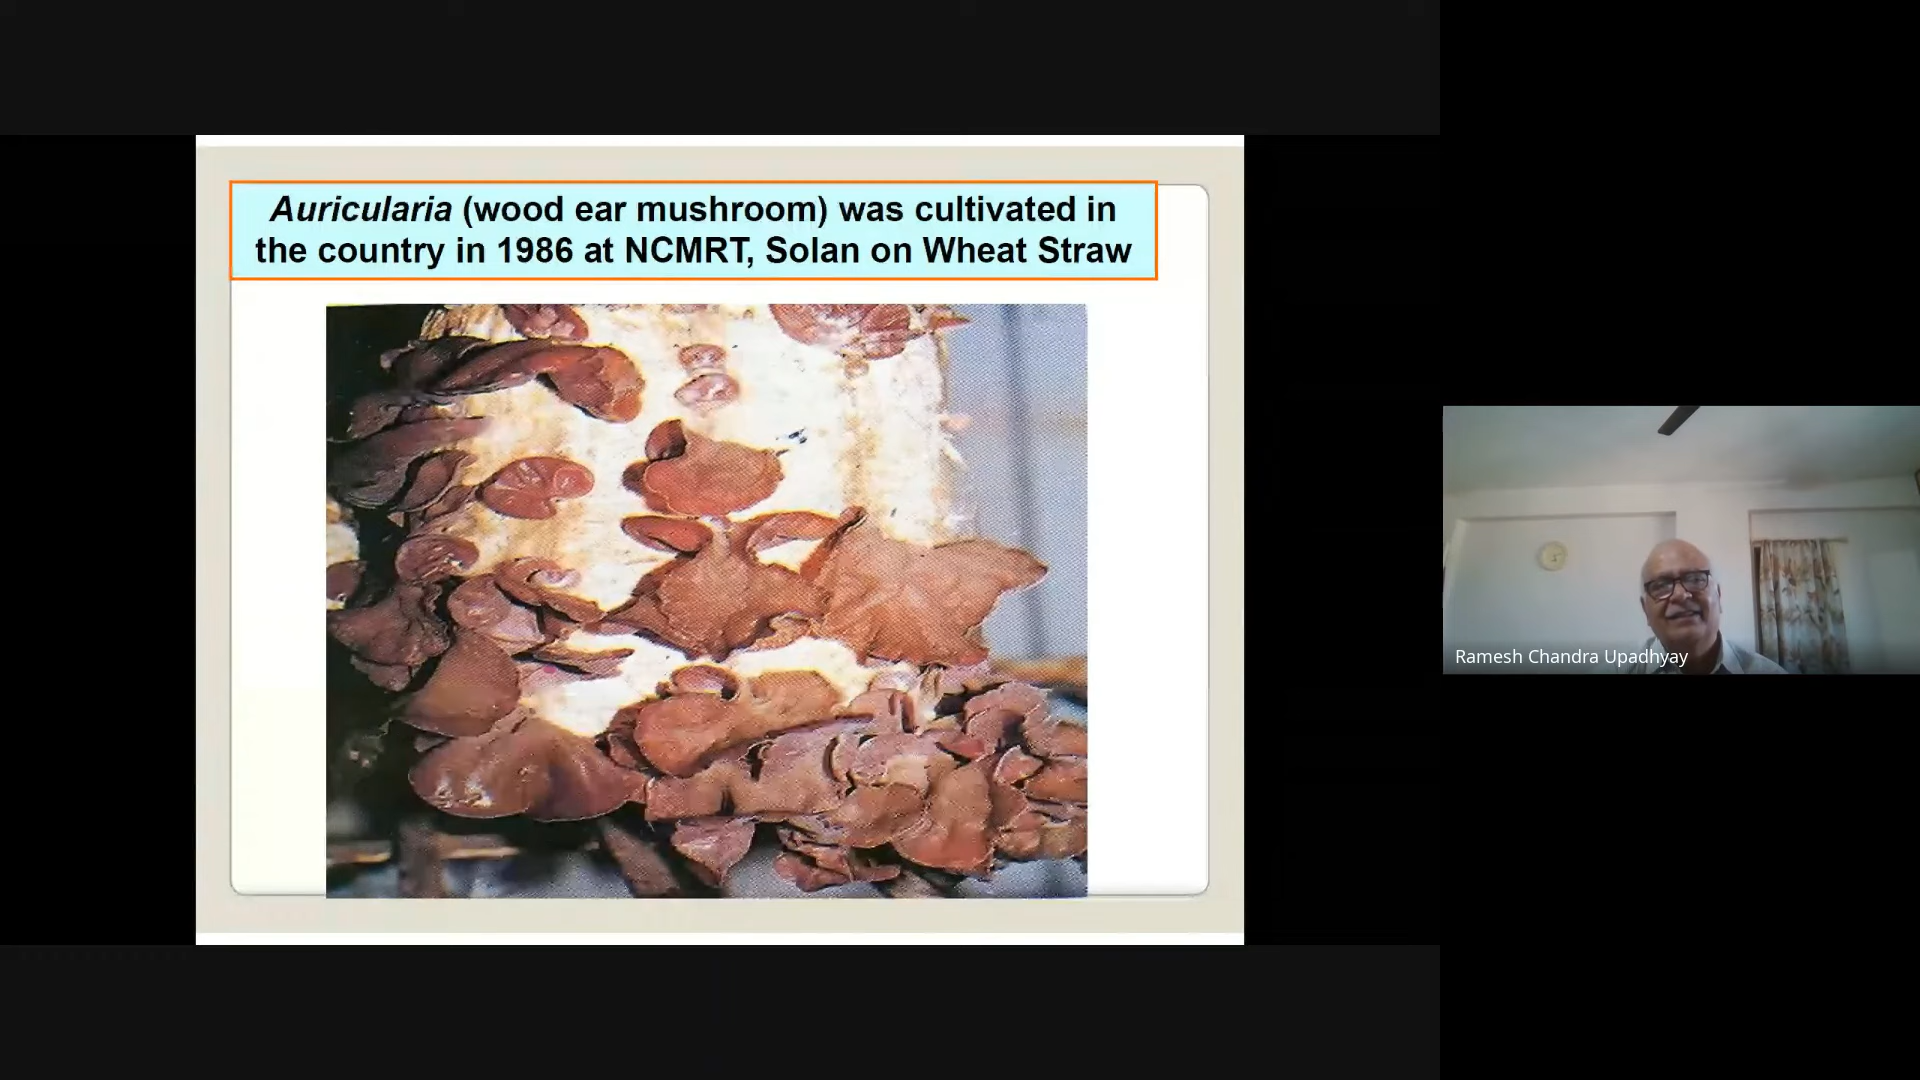 Auricularia (wood ear mushroom) was cultivated in
the country in 1986 at NCMRT, Solan on Wheat Straw
Ramesh Chandra Upadhyay